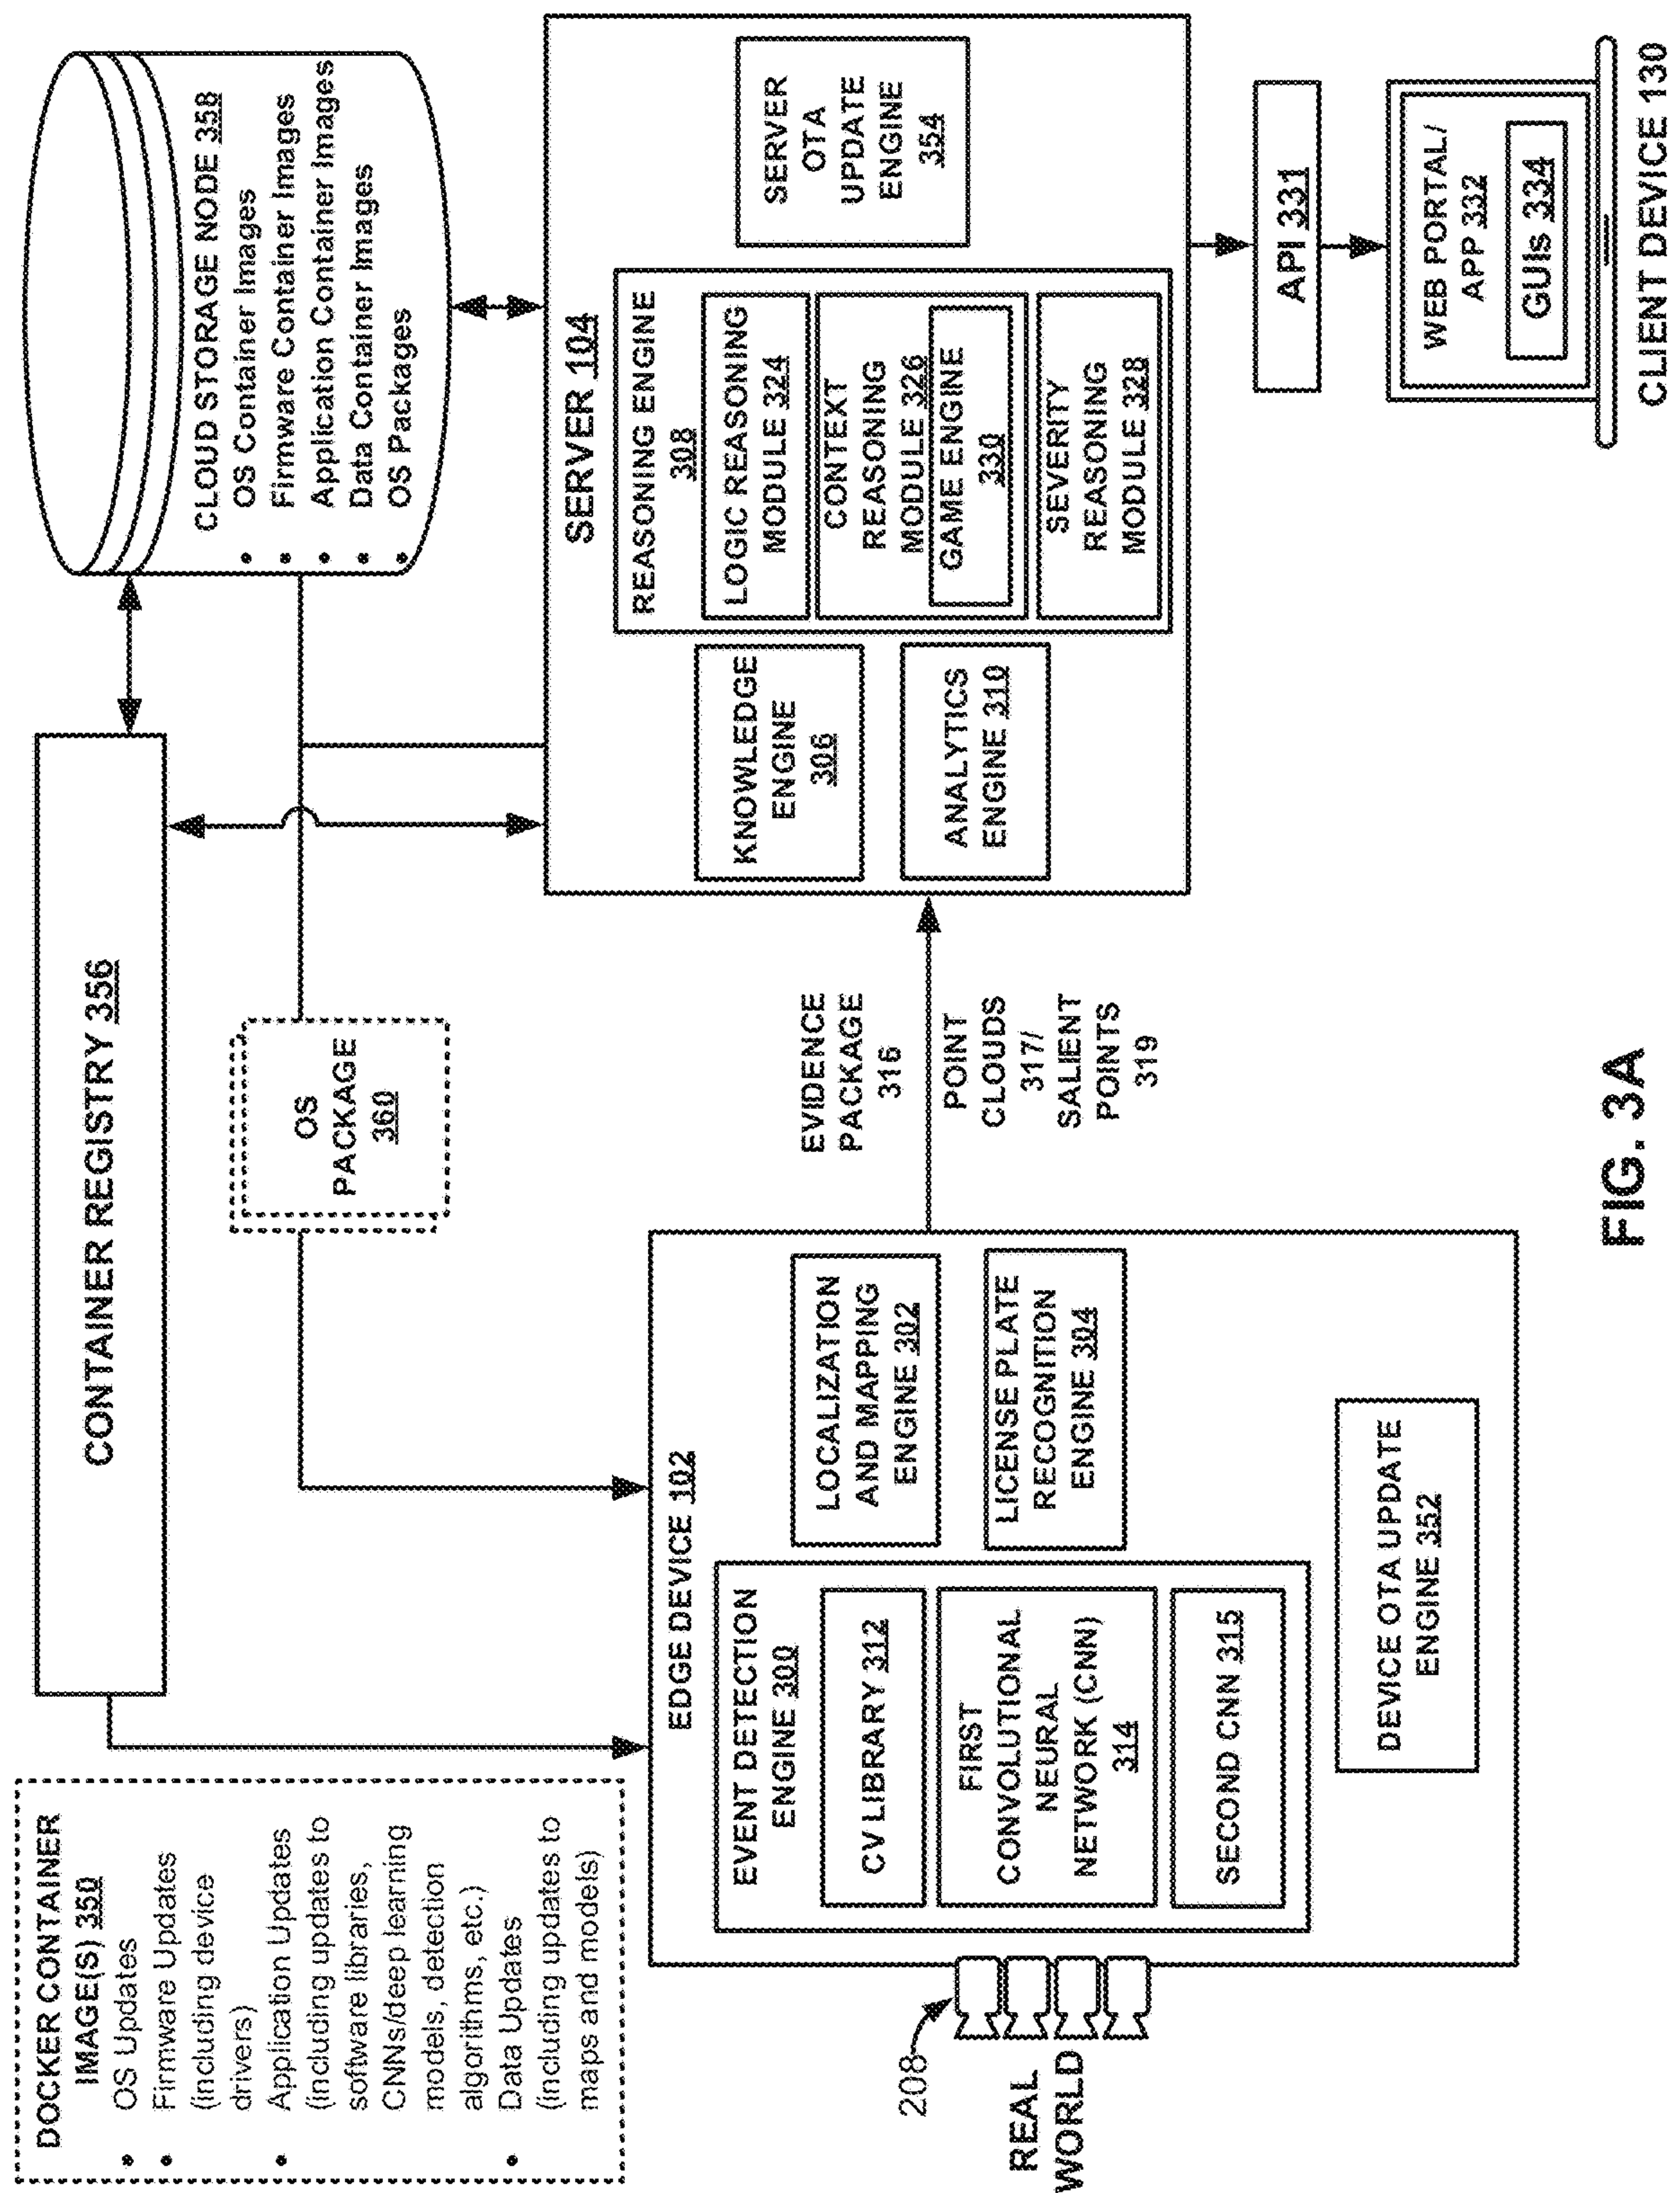 DOCKER CONTAINER
IMAGE(S) 350
• OS Updates
• Firmware Updates
(including device
drivers)
• Application Updates
(including updates to
software libraries,
CNNs/deep learning
models, detection
algorithms, etc.)
• Data Updates
(including updates to
maps and models)
CONTAINER REGISTRY 356
CLOUD STORAGE NODE 358
• OS Container Images
• Firmware Container Images
• Application Container Images
• Data Container Images
• OS Packages
OS
PACKAGE
360
EDGE DEVICE 102
EVENT DETECTION
ENGINE 300
CV LIBRARY 312
FIRST
CONVOLUTIONAL
NEURAL
NETWORK (CNN)
314
SECOND CNN 315
LOCALIZATION
AND MAPPING
ENGINE 302
LICENSE PLATE
RECOGNITION
ENGINE 304
DEVICE OTA UPDATE
ENGINE 352
208
REAL
WORLD
EVIDENCE
PACKAGE
316
POINT
CLOUDS
317/
SALIENT
POINTS
319
SERVER 104
KNOWLEDGE
ENGINE
306
ANALYTICS
ENGINE 310
REASONING ENGINE
308
LOGIC REASONING
MODULE 324
CONTEXT
REASONING
MODULE 326
GAME ENGINE
330
SEVERITY
REASONING
MODULE 328
SERVER
OTA
UPDATE
ENGINE
354
API 331
WEB PORTAL/
APP 332
GUIs 334
CLIENT DEVICE 130
FIG. 3A